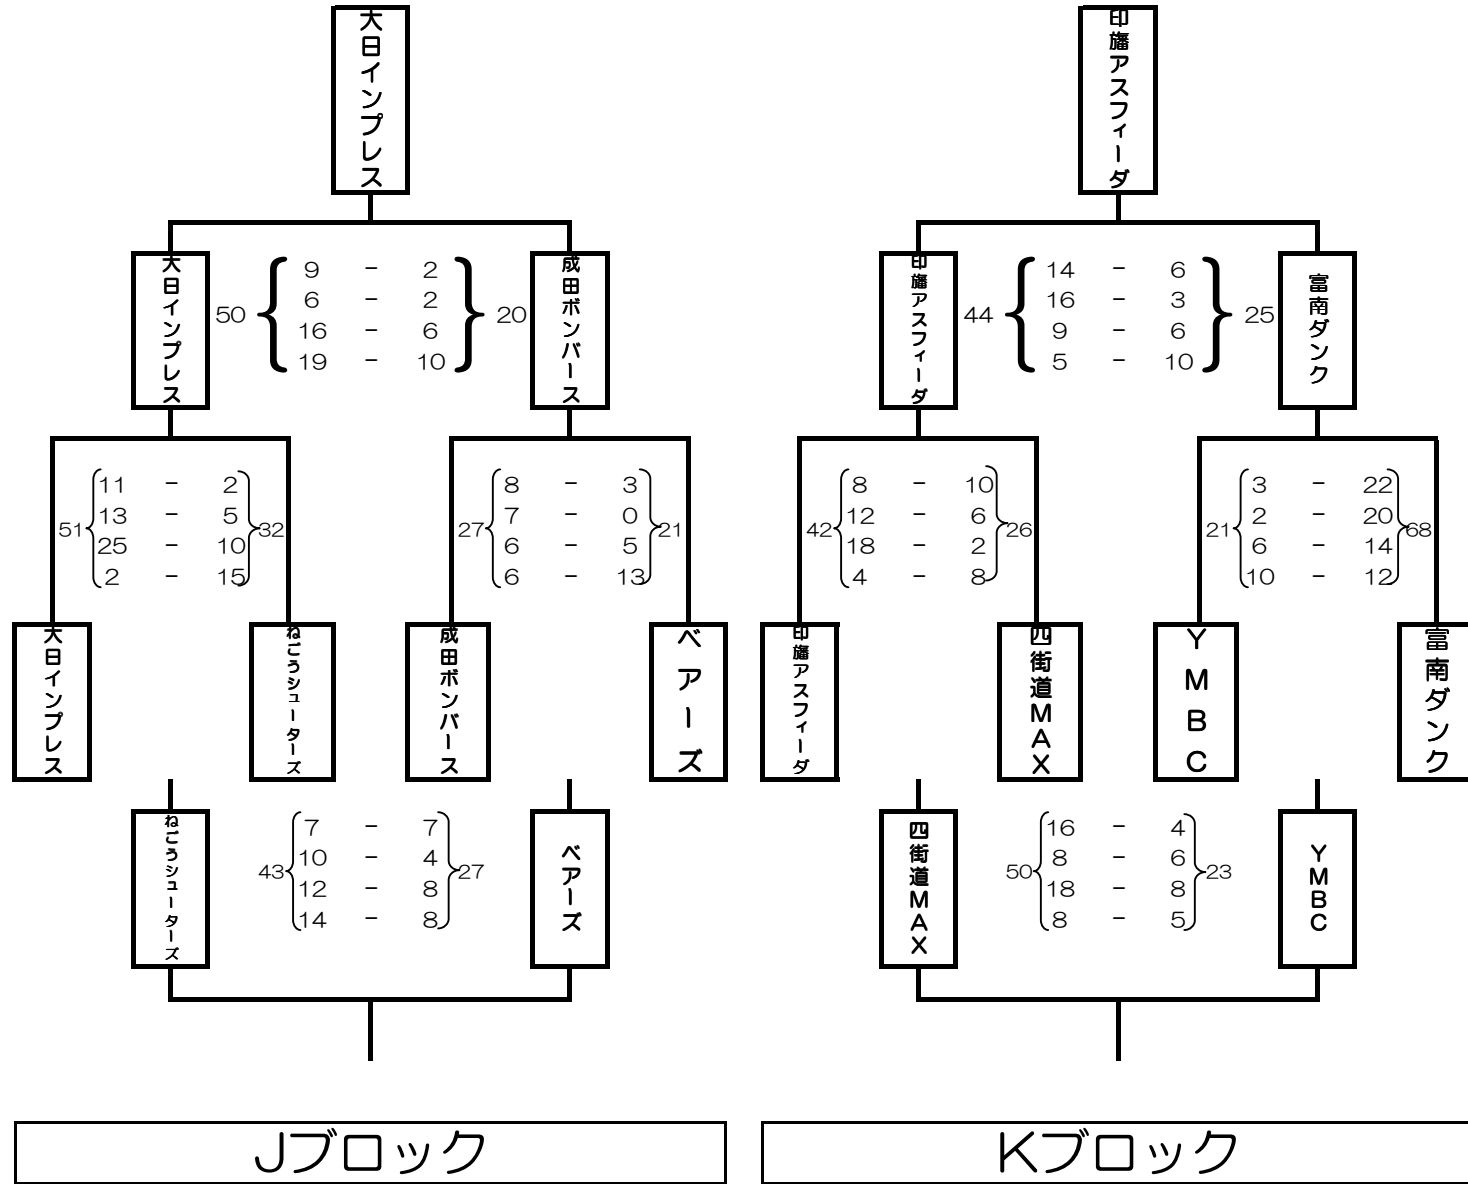 大日インプレス
印旛アスフィーダ
大日インプレス
50 { 9 - 2 } 20
6 - 2
16 - 6
19 - 10
成田ボンバース
印旛アスフィーダ
44 { 14 - 6 } 25
16 - 3
9 - 6
5 - 10
富南ダンク
51 { 11 - 2 } 32
13 - 5
25 - 10
2 - 15
27 { 8 - 3 } 21
7 - 0
6 - 5
6 - 13
42 { 8 - 10 } 26
12 - 6
18 - 2
4 - 8
21 { 3 - 22 } 68
2 - 20
6 - 14
10 - 12
大日インプレス
ねごうシューターズ
成田ボンバース
ベアーズ
印旛アスフィーダ
四街道MAX
YMBC
富南ダンク
ねごうシューターズ
43 { 7 - 7 } 27
10 - 4
12 - 8
14 - 8
ベアーズ
四街道MAX
50 { 16 - 4 } 23
8 - 6
18 - 8
8 - 5
YMBC
Jブロック
Kブロック